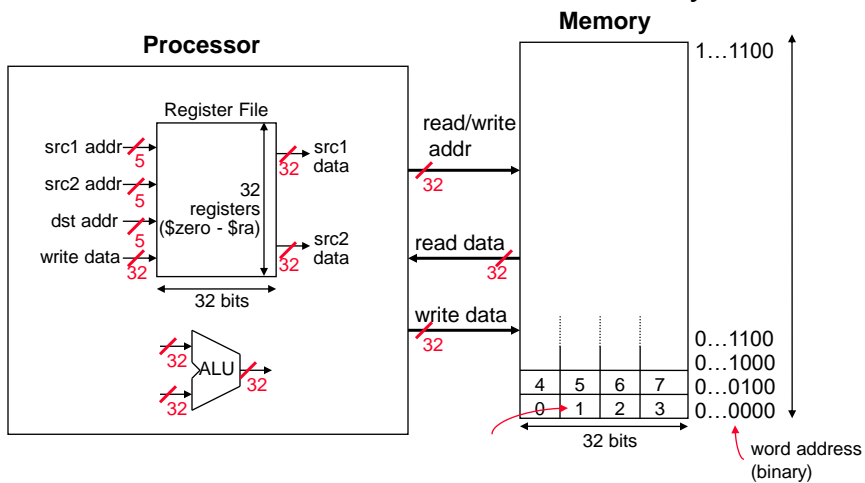 Processor
Memory
Register File
src1 addr
5
src2 addr
5
dst addr
5
write data
32
32
registers
($zero - $ra)
32
src1
data
32
src2
data
32 bits
32
32
ALU
32
read/write
addr
32
read data
32
write data
32
1…1100
0…1100
0…1000
4 5 6 7 0…0100
0 1 2 3 0…0000
32 bits
word address
(binary)